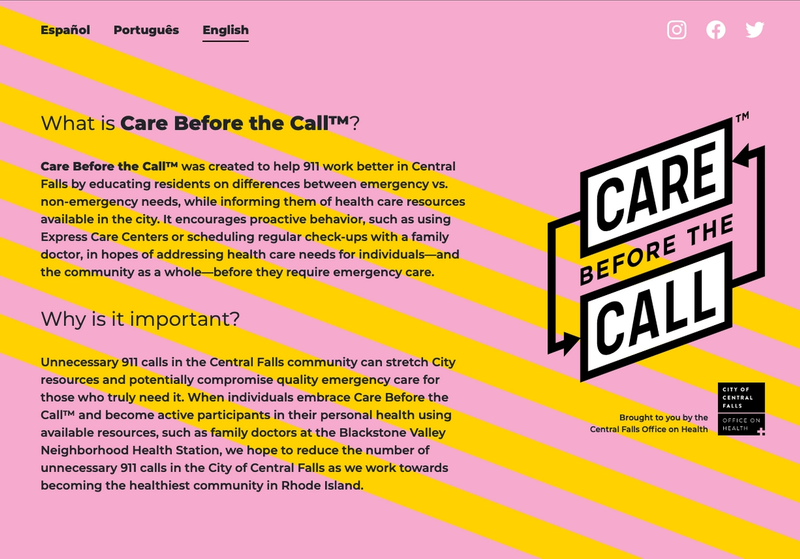 Español Português English
What is Care Before the Call™?
Care Before the Call™ was created to help 911 work better in Central
Falls by educating residents on differences between emergency vs.
non-emergency needs, while informing them of health care resources
available in the city. It encourages proactive behavior, such as using
Express Care Centers or scheduling regular check-ups with a family
doctor, in hopes of addressing health care needs for individuals—and
the community as a whole—before they require emergency care.
Why is it important?
Unnecessary 911 calls in the Central Falls community can stretch City
resources and potentially compromise quality emergency care for
those who truly need it. When individuals embrace Care Before the
Call™ and become active participants in their personal health using
available resources, such as family doctors at the Blackstone Valley
Neighborhood Health Station, we hope to reduce the number of
unnecessary 911 calls in the City of Central Falls as we work towards
becoming the healthiest community in Rhode Island.
™
CARE
BEFORE THE
CALL
Brought to you by the
Central Falls Office on Health
CITY OF
CENTRAL
FALLS
OFFICE ON
HEALTH